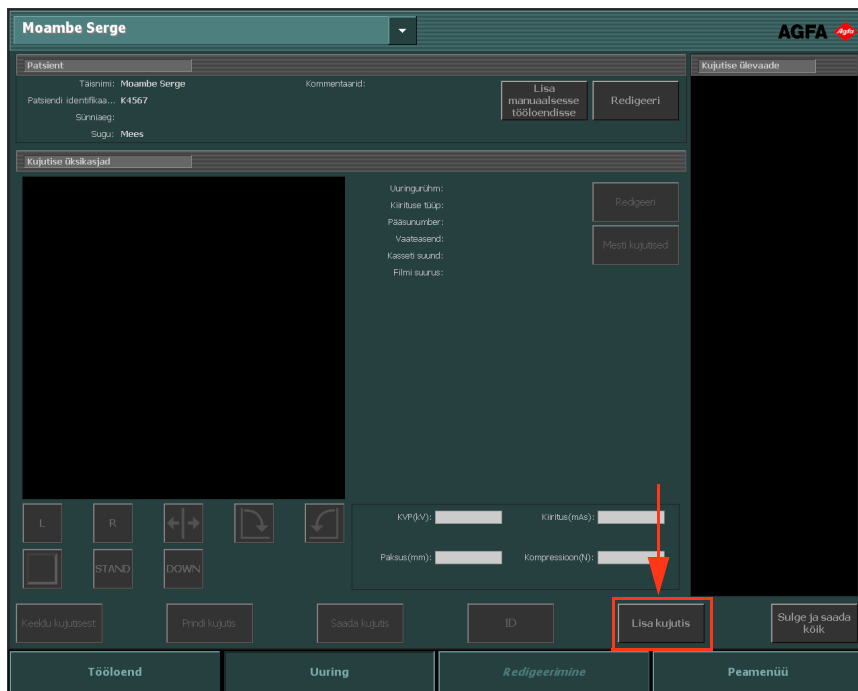 Moambe Serge
AGFA
Agfa
Patsient
Kujutise ülevaade
Täisnimi: Moambe Serge
Kommentaarid:
Patsiendi identifikaa... K4567
Sünniaeg:
Sugu: Mees
Lisa
manuaalsesse
tööloendisse
Redigeeri
Kujutise üksikasjad
Uuringurühm:
Kiirituse tüüp:
Pääsunumber:
Vaateasend:
Kasseti suund:
Filmi suurus:
Redigeeri
Mesti kujutised
L
R
STAND
DOWN
KVP(kV):
Kiiritus(mAs):
Paksus(mm):
Kompressioon(N):
Keeldu kujutisest
Prindi kujutis
Saada kujutis
ID
Lisa kujutis
Sulge ja saada
kõik
Tööloend
Uuring
Redigeerimine
Peamenüü